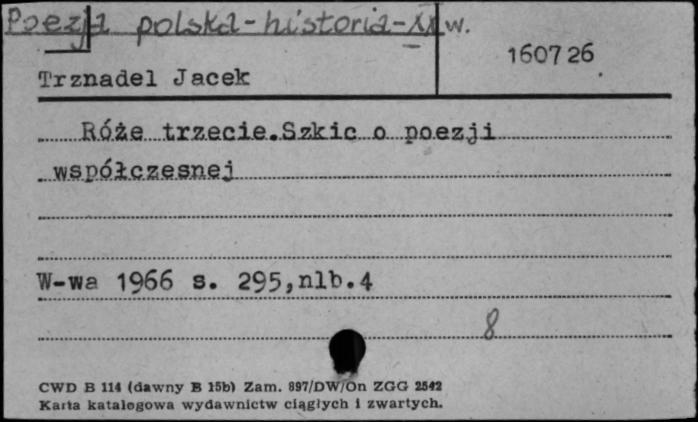 Poezja polska-historia-XX w.
160726
Trznadel Jacek
Róże trzecie.Szkic o poezji
współczesnej
W-wa 1966 s. 295,nlb.4
8
CWD B 114 (dawny B 15b) Zam. 897/DW/On ZGG 2542
Karta katalogowa wydawnictw ciągłych i zwartych.